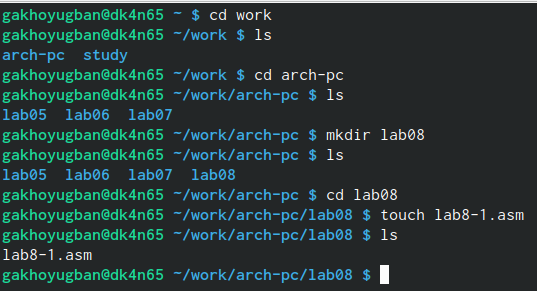 gakhoyugban@dk4n65 ~ $ cd work
gakhoyugban@dk4n65 ~/work $ ls
arch-pc  study
gakhoyugban@dk4n65 ~/work $ cd arch-pc
gakhoyugban@dk4n65 ~/work/arch-pc $ ls
lab05  lab06  lab07
gakhoyugban@dk4n65 ~/work/arch-pc $ mkdir lab08
gakhoyugban@dk4n65 ~/work/arch-pc $ ls
lab05  lab06  lab07  lab08
gakhoyugban@dk4n65 ~/work/arch-pc $ cd lab08
gakhoyugban@dk4n65 ~/work/arch-pc/lab08 $ touch lab8-1.asm
gakhoyugban@dk4n65 ~/work/arch-pc/lab08 $ ls
lab8-1.asm
gakhoyugban@dk4n65 ~/work/arch-pc/lab08 $